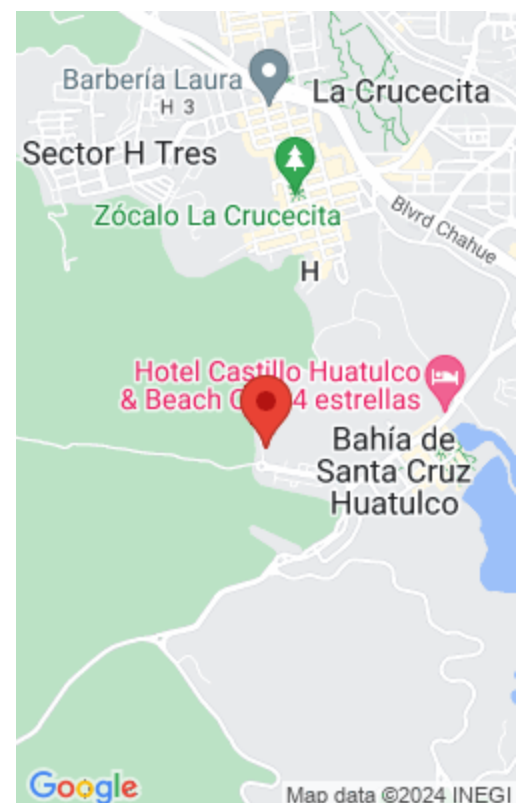 Barbería Laura
H 3
La Crucecita
Sector H Tres
Zócalo La Crucecita
Blvrd Chahue
H
Hotel Castillo Huatulco
& Beach 4 estrellas
Bahía de
Santa Cruz
Huatulco
Google
Map data ©2024 INEGI